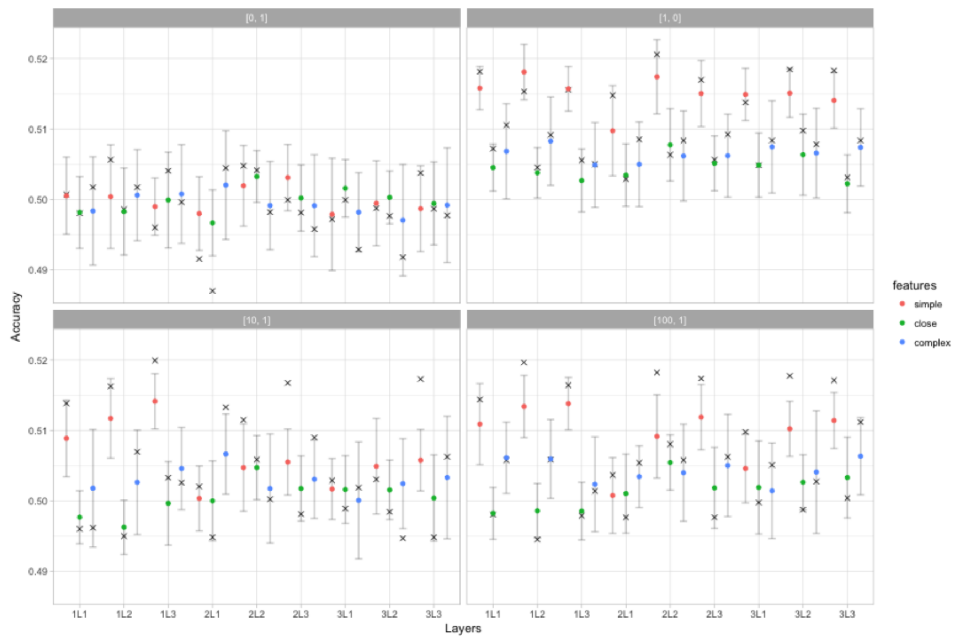 [0, 1]
[1, 0]
0.52
0.51
0.50
0.49
Accuracy
features
simple
close
complex
[10, 1]
[100, 1]
0.52
0.51
0.50
0.49
1L1 1L2 1L3 2L1 2L2 2L3 3L1 3L2 3L3
1L1 1L2 1L3 2L1 2L2 2L3 3L1 3L2 3L3
Layers